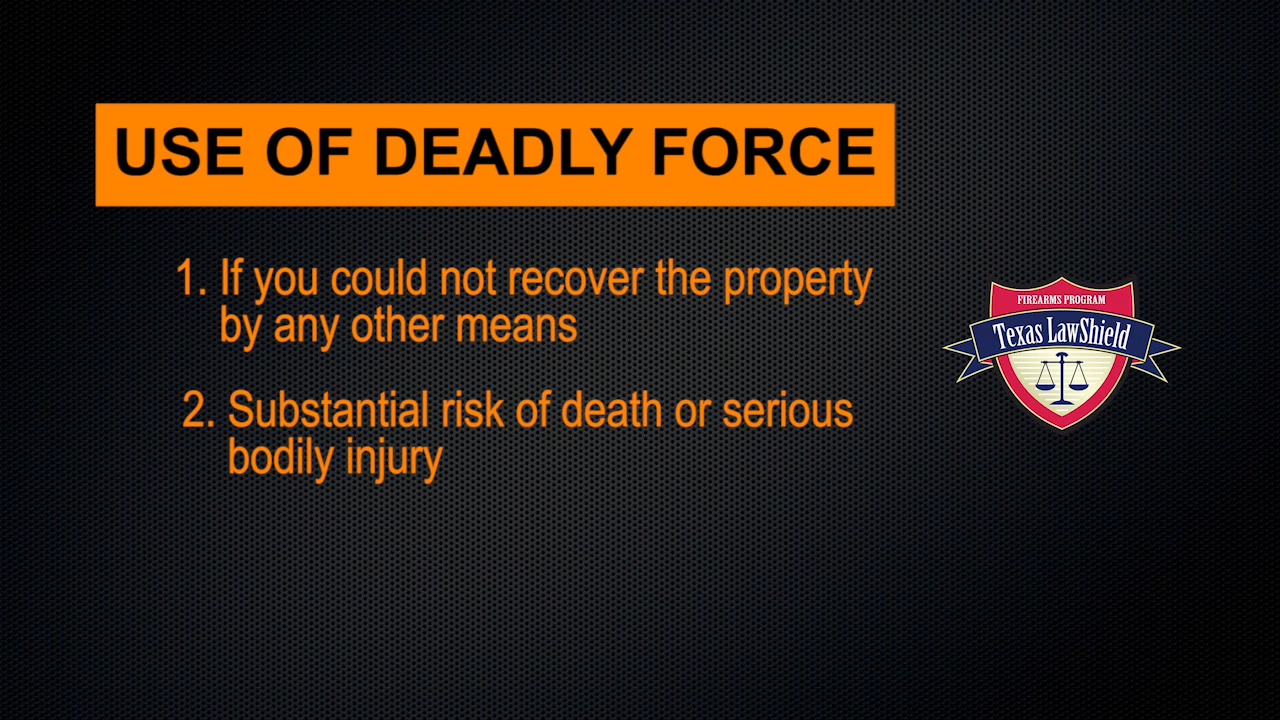 USE OF DEADLY FORCE
1. If you could not recover the property
by any other means
2. Substantial risk of death or serious
bodily injury
FIREARMS PROGRAM
Texas LawShield